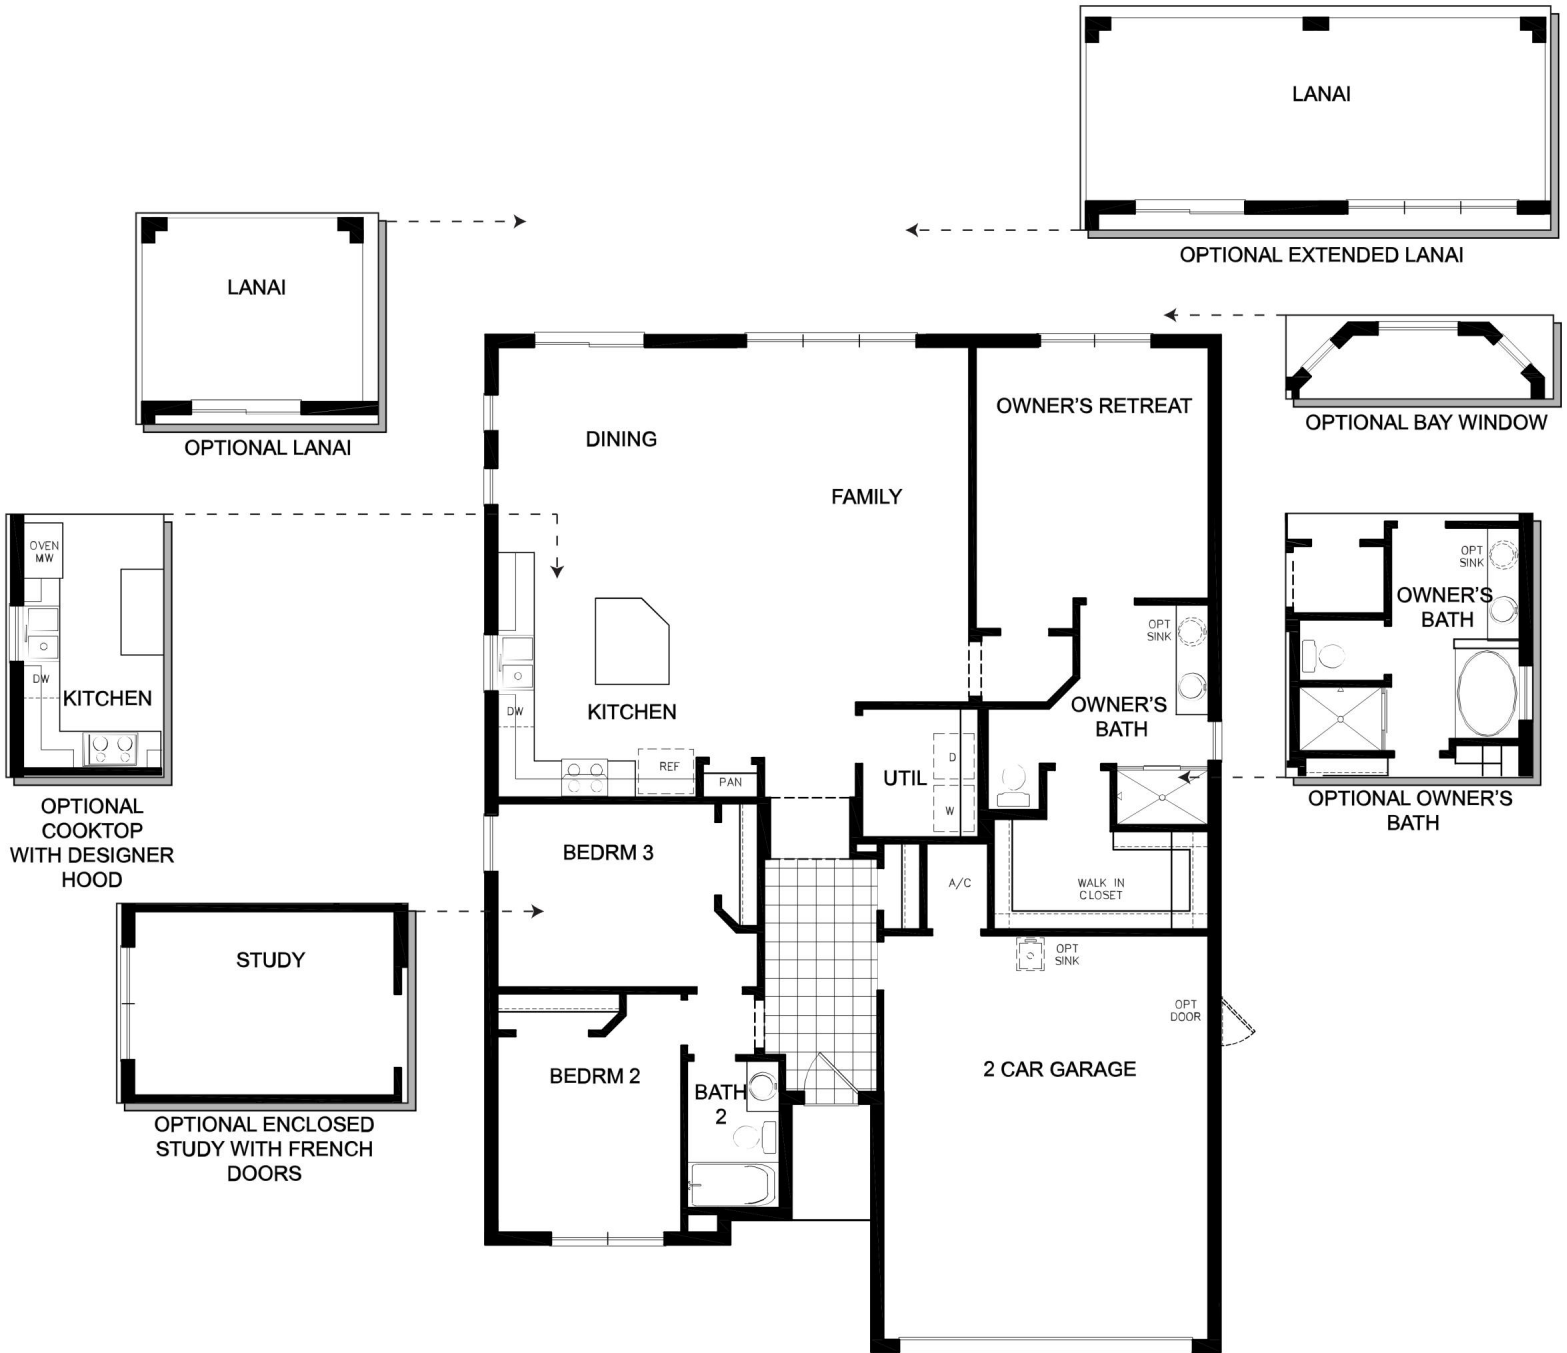 LANAI
OPTIONAL EXTENDED LANAI
LANAI
OPTIONAL LANAI
OPTIONAL BAY WINDOW
OWNER'S RETREAT
DINING
FAMILY
OVEN
MW
DW
KITCHEN
OPTIONAL
COOKTOP
WITH DESIGNER
HOOD
OPT
SINK
OWNER'S
BATH
OPTIONAL OWNER'S
BATH
OPT
SINK
OWNER'S
BATH
DW
KITCHEN
REF
PAN
UTIL
D
W
BEDRM 3
A/C
WALK IN
CLOSET
STUDY
OPTIONAL ENCLOSED
STUDY WITH FRENCH
DOORS
OPT
SINK
OPT
DOOR
BEDRM 2
BATH
2
2 CAR GARAGE